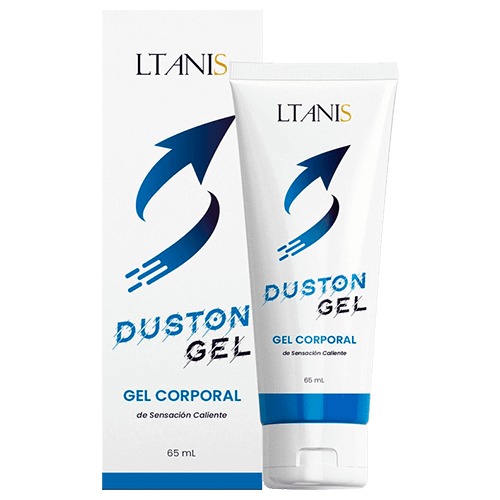 LTANIS
DUSTON
GEL
GEL CORPORAL
de Sensación Caliente
65 mL
LTANIS
DUSTON
GEL
GEL CORPORAL
de Sensación Caliente
65 mL